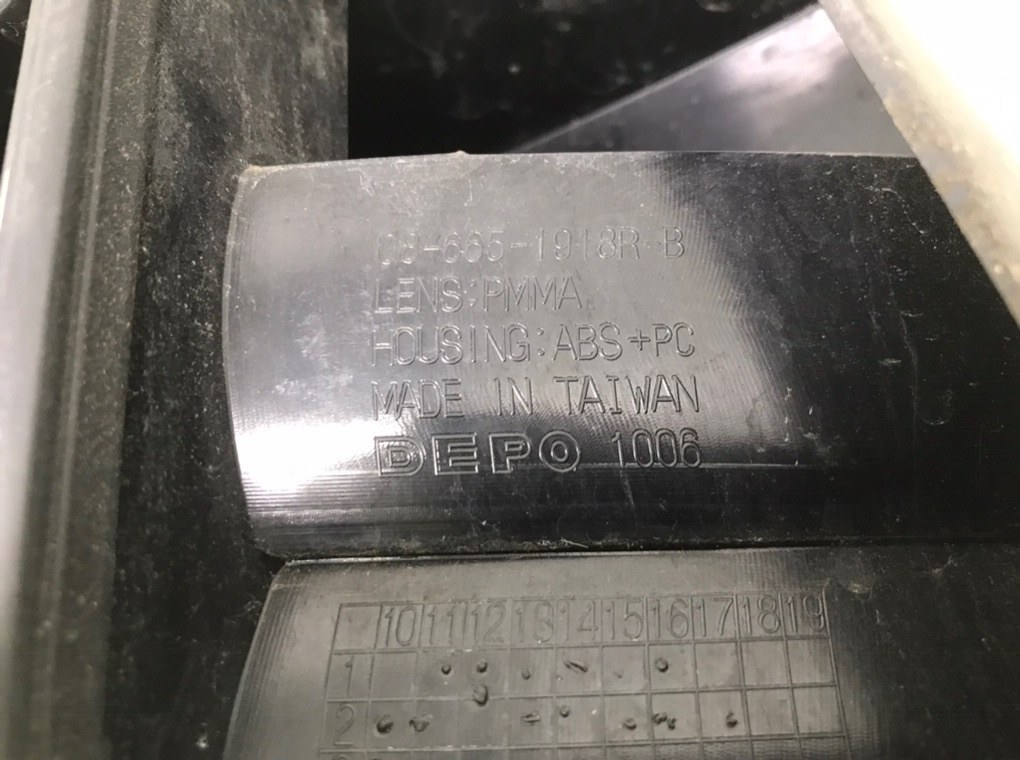 LENS:PMMA
HOUSING:ABS+PC
MADE IN TAIWAN
DEPO 1006
10 11 12 13 14 15 16 17 18 19
1
2